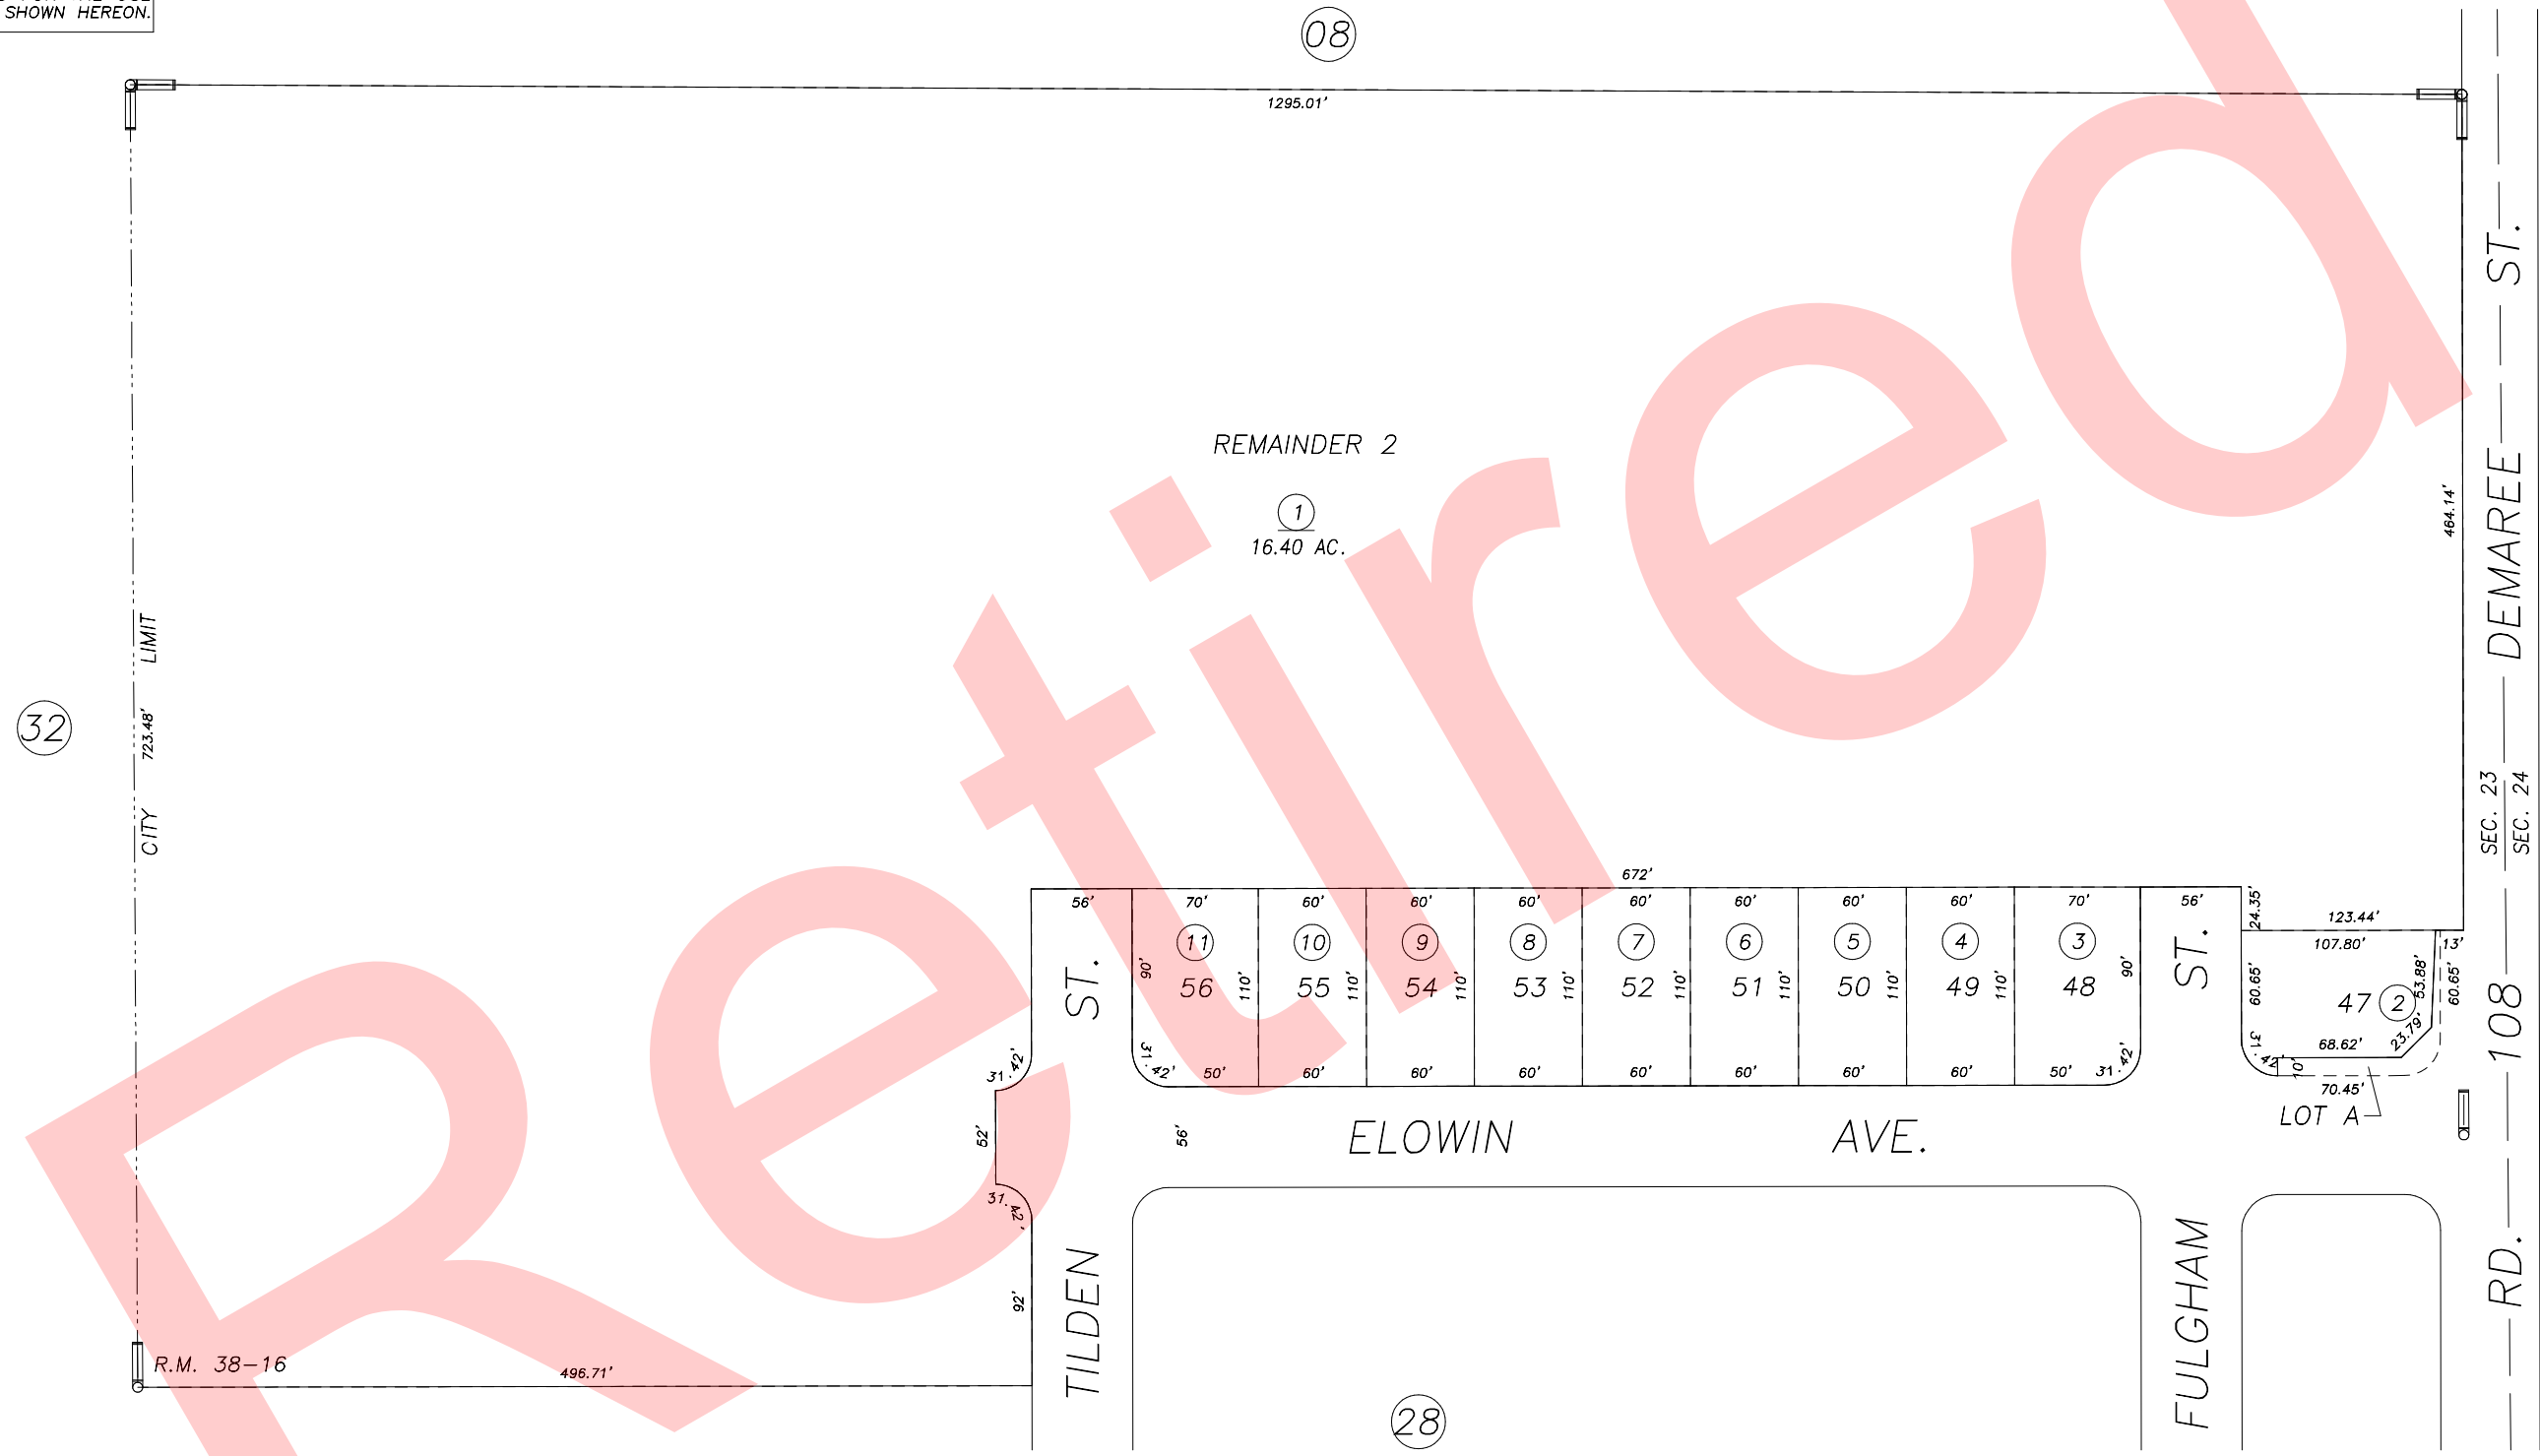 SHOWN HEREON.
08
1295.01'
DEMAREE ST.
REMAINDER 2
1
16.40 AC.
464.14'
CITY 723.48' LIMIT
32
SEC. 23
SEC. 24
672'
56' 70' 60' 60' 60' 60' 60' 60' 60' 70' 56' 24.35' 123.44'
107.80' 13'
11 10 9 8 7 6 5 4 3
90' 56 110' 55 110' 54 110' 53 110' 52 110' 51 110' 50 110' 49 110' 48 90'
60.65' 47 2 53.88' 60.65'
23.79'
68.62'
31.42' 50' 60' 60' 60' 60' 60' 60' 60' 50' 31.42'
31.42' 10'
70.45'
LOT A
31.42'
52'
56'
ELOWIN AVE.
31.42'
92'
TILDEN ST.
FULGHAM ST.
RD. 108
R.M. 38-16
496.71'
28
Retired